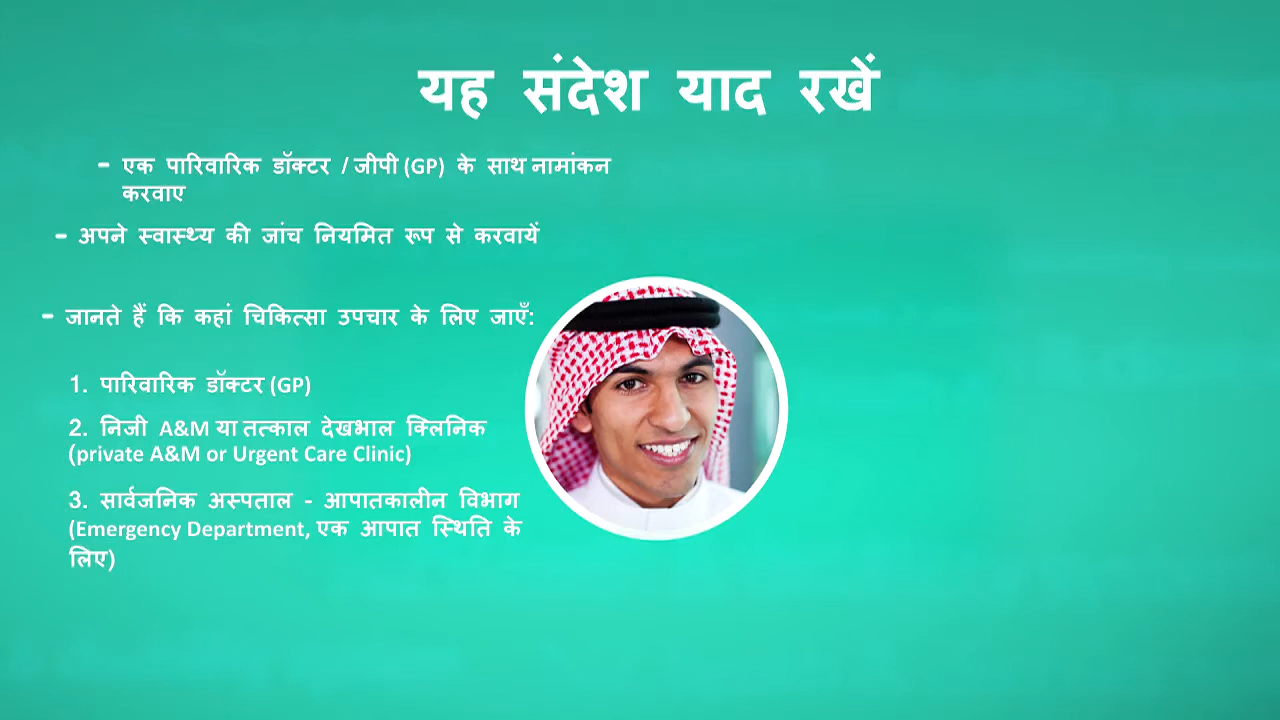 यह संदेश याद रखें
- एक पारिवारिक डॉक्टर / जीपी (GP) के साथ नामांकन
करवाए
- अपने स्वास्थ्य की जांच नियमित रूप से करवायें
- जानते हैं कि कहां चिकित्सा उपचार के लिए जाएँ:
1. पारिवारिक डॉक्टर (GP)
2. निजी A&M या तत्काल देखभाल क्लिनिक
(private A&M or Urgent Care Clinic)
3. सार्वजनिक अस्पताल - आपातकालीन विभाग
(Emergency Department, एक आपात स्थिति के
लिए)